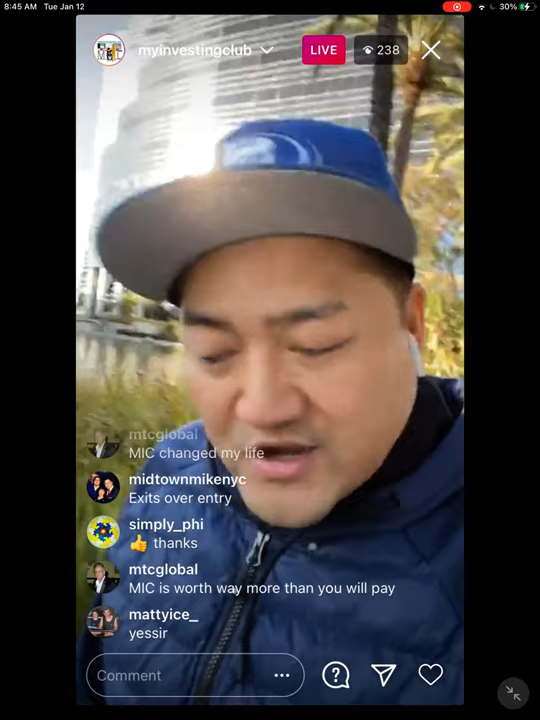 8:45 AM Tue Jan 12
30%
myinvestingclub
LIVE
238
mtcglobal
MIC changed my life
midtownmikenyc
Exits over entry
simply_phi
👍 thanks
mtcglobal
MIC is worth way more than you will pay
mattyice_
yessir
Comment